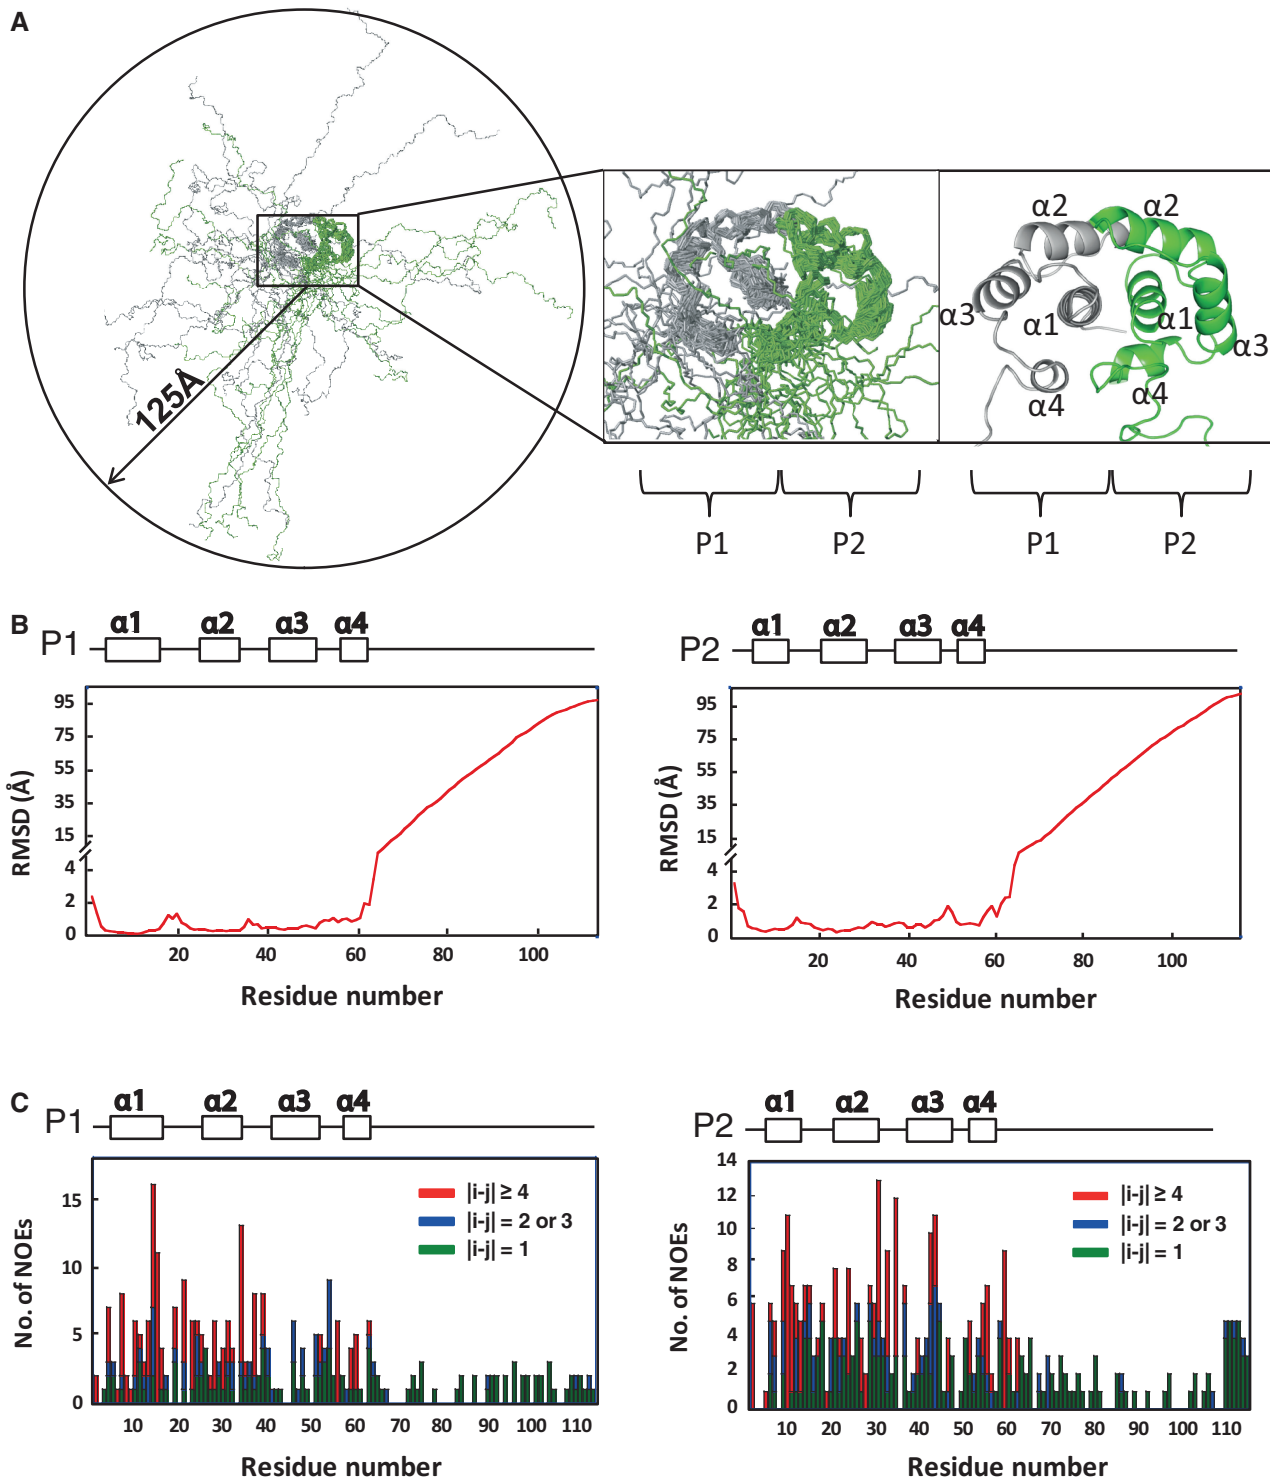 A
125Å
α2 α2
α3 α1 α1 α3
α4 α4
P1 P2 P1 P2
B
P1 α1 α2 α3 α4
P2 α1 α2 α3 α4
RMSD (Å)
95
75
55
35
15
4
2
0
20 40 60 80 100
Residue number
RMSD (Å)
95
75
55
35
15
4
2
0
20 40 60 80 100
Residue number
C
P1 α1 α2 α3 α4
P2 α1 α2 α3 α4
No. of NOEs
15
10
5
0
|i-j| ≥ 4
|i-j| = 2 or 3
|i-j| = 1
10 20 30 40 50 60 70 80 90 100 110
Residue number
No. of NOEs
14
12
10
8
6
4
2
0
|i-j| ≥ 4
|i-j| = 2 or 3
|i-j| = 1
10 20 30 40 50 60 70 80 90 100 110
Residue number